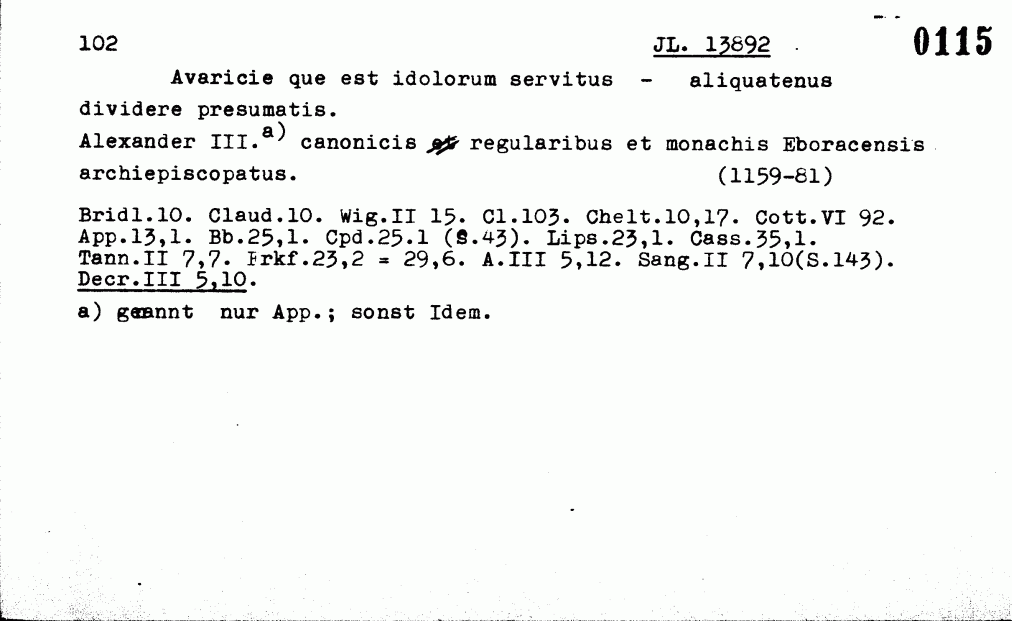 102 JL. 13892 0115
Avaricie que est idolorum servitus - aliquatenus
dividere presumatis.
Alexander III.a) canonicis regularibus et monachis Eboracensis
archiepiscopatus. (1159-81)
Bridl.10. Claud.10. Wig.II 15. Cl.103. Chelt.10,17. Cott.VI 92.
App.13,1. Bb.25,1. Cpd.25.1 (S.43). Lips.23,1. Cass.35,1.
Tann.II 7,7. Frkf.23,2 = 29,6. A.III 5,12. Sang.II 7,10(S.143).
Decr.III 5,10.
a) genannt nur App.; sonst Idem.